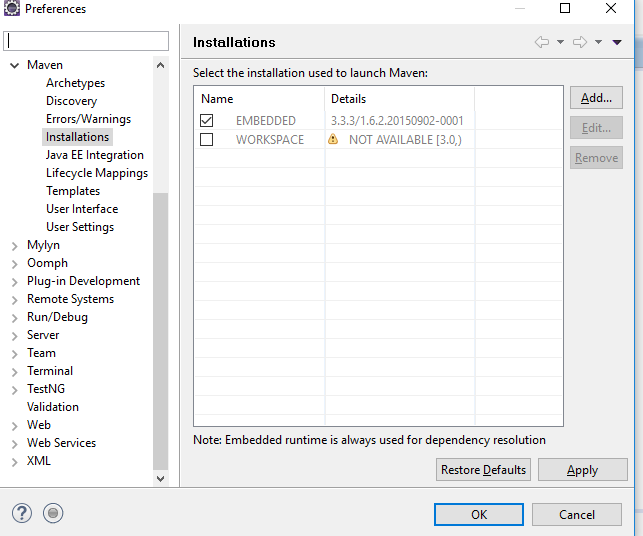 Preferences
Maven
Archetypes
Discovery
Errors/Warnings
Installations
Java EE Integration
Lifecycle Mappings
Templates
User Interface
User Settings
Mylyn
Oomph
Plug-in Development
Remote Systems
Run/Debug
Server
Team
Terminal
TestNG
Validation
Web
Web Services
XML
Installations
Select the installation used to launch Maven:
Name Details
EMBEDDED 3.3.3/1.6.2.20150902-0001
WORKSPACE NOT AVAILABLE [3.0,)
Add...
Edit...
Remove
Note: Embedded runtime is always used for dependency resolution
Restore Defaults Apply
OK Cancel